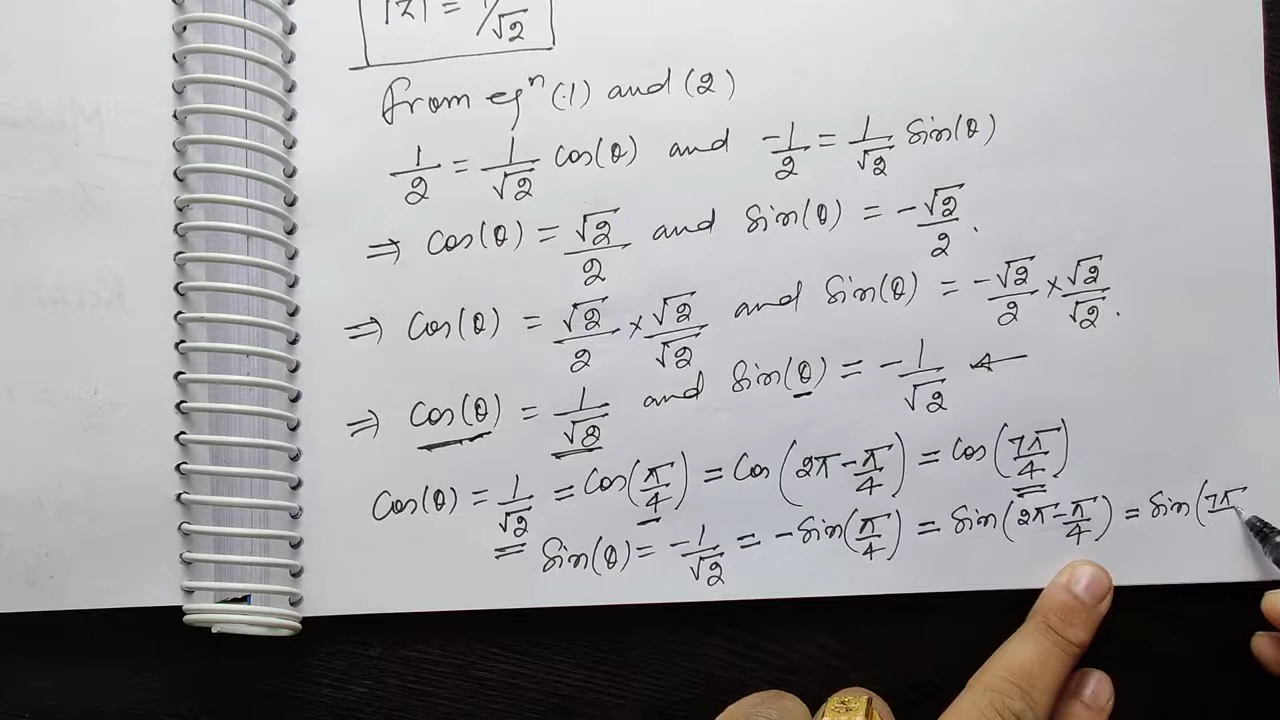 |z| = 1/√2
from eqⁿ (1) and (2)
1/2 = 1/√2 cos(θ) and -1/2 = 1/√2 sin(θ)
⇒ cos(θ) = √2/2 and sin(θ) = -√2/2.
⇒ cos(θ) = √2/2 × √2/√2 and sin(θ) = -√2/2 × √2/√2.
⇒ cos(θ) = 1/√2 and sin(θ) = -1/√2 ←
cos(θ) = 1/√2 = cos(π/4) = cos(2π-π/4) = cos(7π/4)
sin(θ) = -1/√2 = -sin(π/4) = sin(2π-π/4) = sin(7π